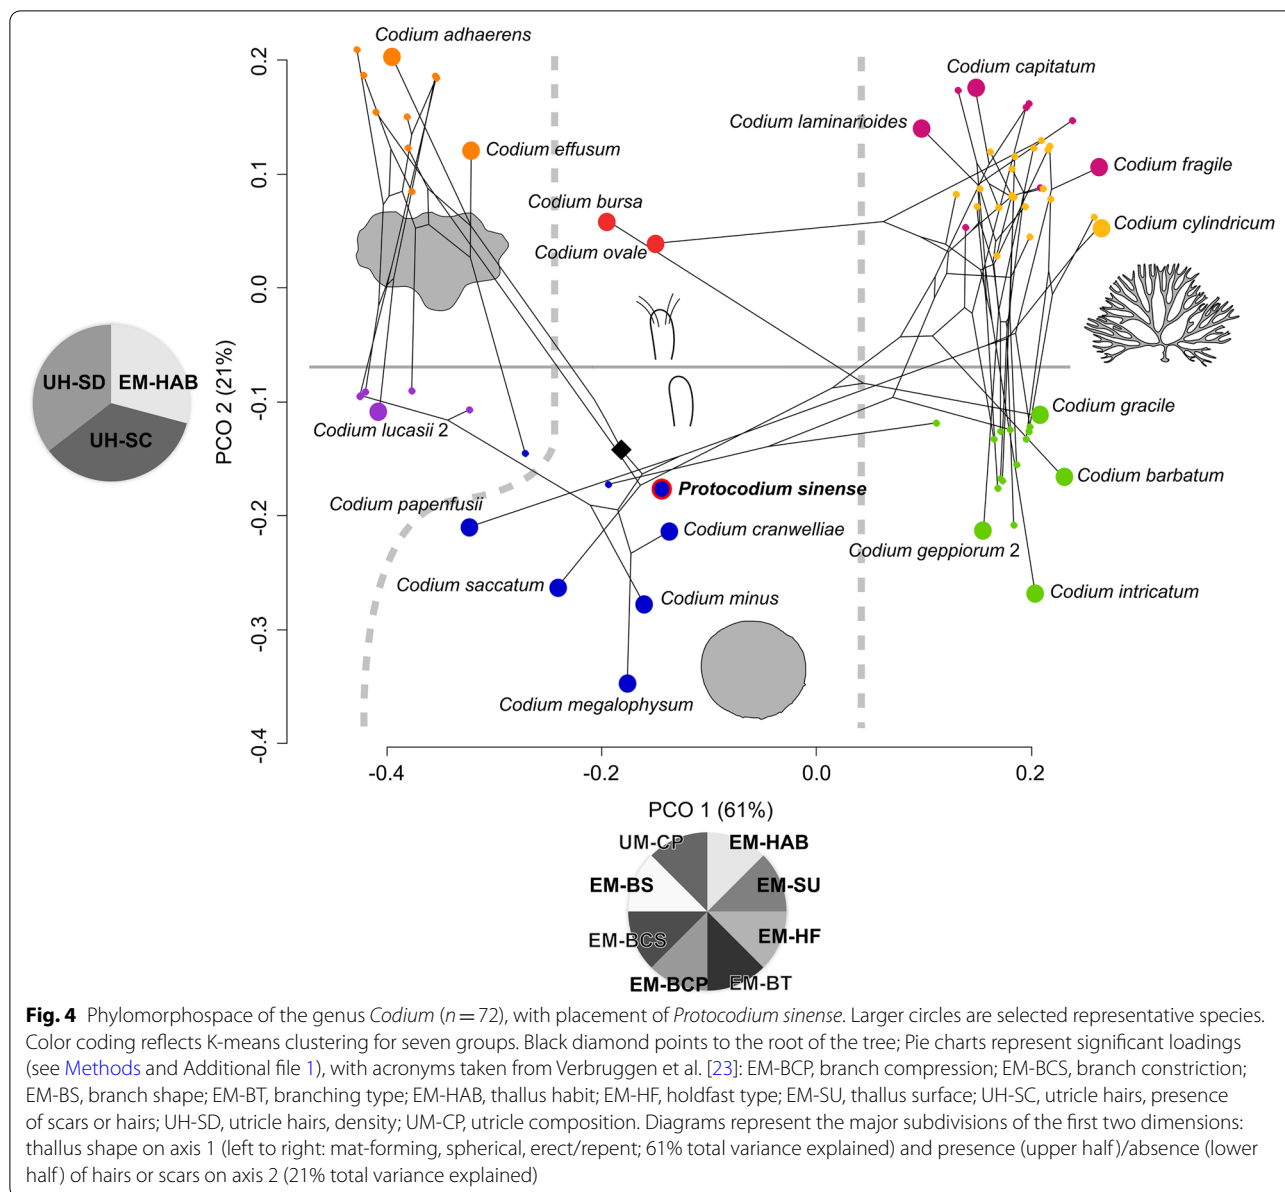 Codium adhaerens
0.2
Codium capitatum
Codium laminarioides
Codium effusum
Codium fragile
0.1
Codium bursa
Codium cylindricum
Codium ovale
0.0
UH-SD
EM-HAB
UH-SC
PCO 2 (21%)
-0.1
Codium gracile
Codium lucasii 2
Codium barbatum
Codium papenfusii
Protocodium sinense
-0.2
Codium cranwelliae
Codium geppiorum 2
Codium saccatum
Codium minus
Codium intricatum
-0.3
Codium megalophysum
-0.4
-0.4
-0.2
0.0
0.2
PCO 1 (61%)
UM-CP
EM-HAB
EM-BS
EM-SU
EM-BCS
EM-HF
EM-BCP
EM-BT
Fig. 4 Phylomorphospace of the genus Codium (n = 72), with placement of Protocodium sinense. Larger circles are selected representative species.
Color coding reflects K-means clustering for seven groups. Black diamond points to the root of the tree; Pie charts represent significant loadings
(see Methods and Additional file 1), with acronyms taken from Verbruggen et al. [23]: EM-BCP, branch compression; EM-BCS, branch constriction;
EM-BS, branch shape; EM-BT, branching type; EM-HAB, thallus habit; EM-HF, holdfast type; EM-SU, thallus surface; UH-SC, utricle hairs, presence
of scars or hairs; UH-SD, utricle hairs, density; UM-CP, utricle composition. Diagrams represent the major subdivisions of the first two dimensions:
thallus shape on axis 1 (left to right: mat-forming, spherical, erect/repent; 61% total variance explained) and presence (upper half)/absence (lower
half) of hairs or scars on axis 2 (21% total variance explained)